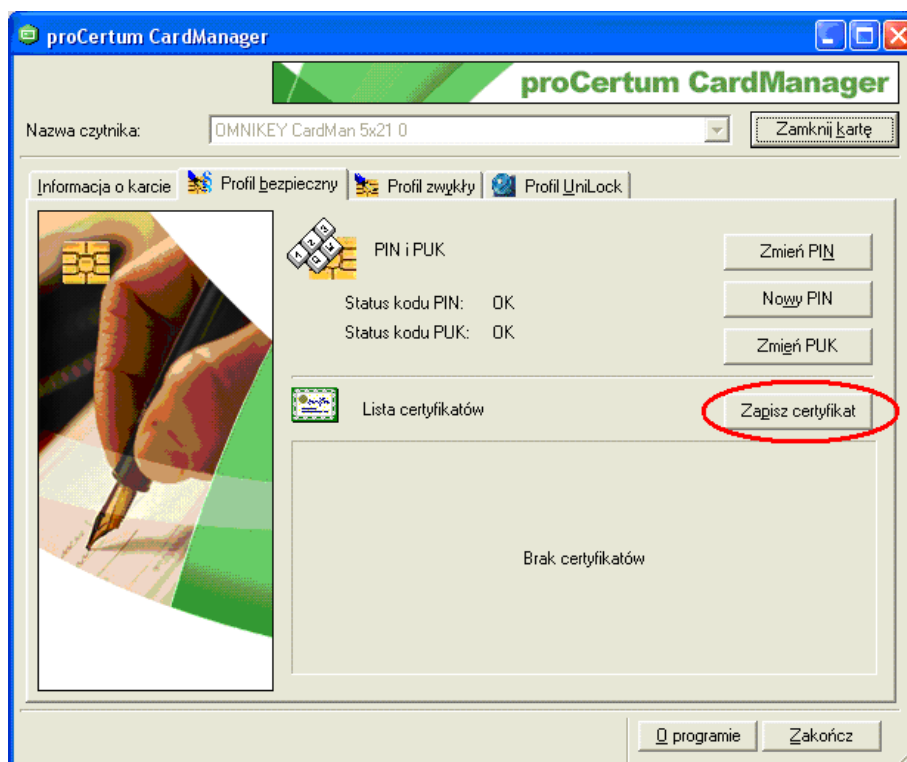 proCertum CardManager
proCertum CardManager
Nazwa czytnika: OMNIKEY CardMan 5x21 0 Zamknij kartę
Informacja o karcie Profil bezpieczny Profil zwykły Profil UniLock
PIN i PUK Zmień PIN
Status kodu PIN: OK Nowy PIN
Status kodu PUK: OK
Zmień PUK
Lista certyfikatów Zapisz certyfikat
Brak certyfikatów
O programie Zakończ